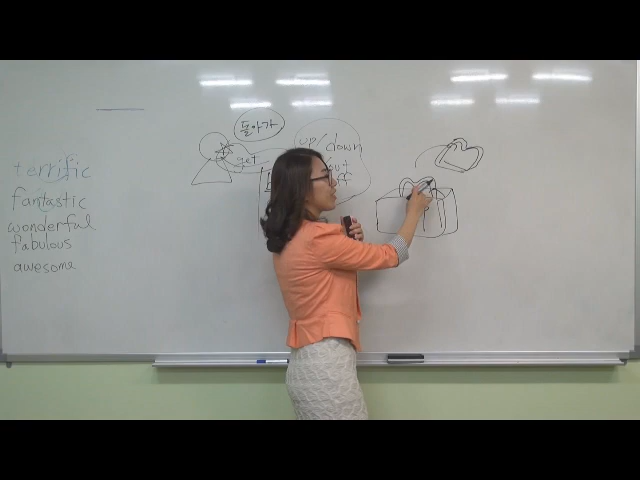 terrific
fantastic
wonderful
fabulous
awesome
돌아가
get
up/down
out